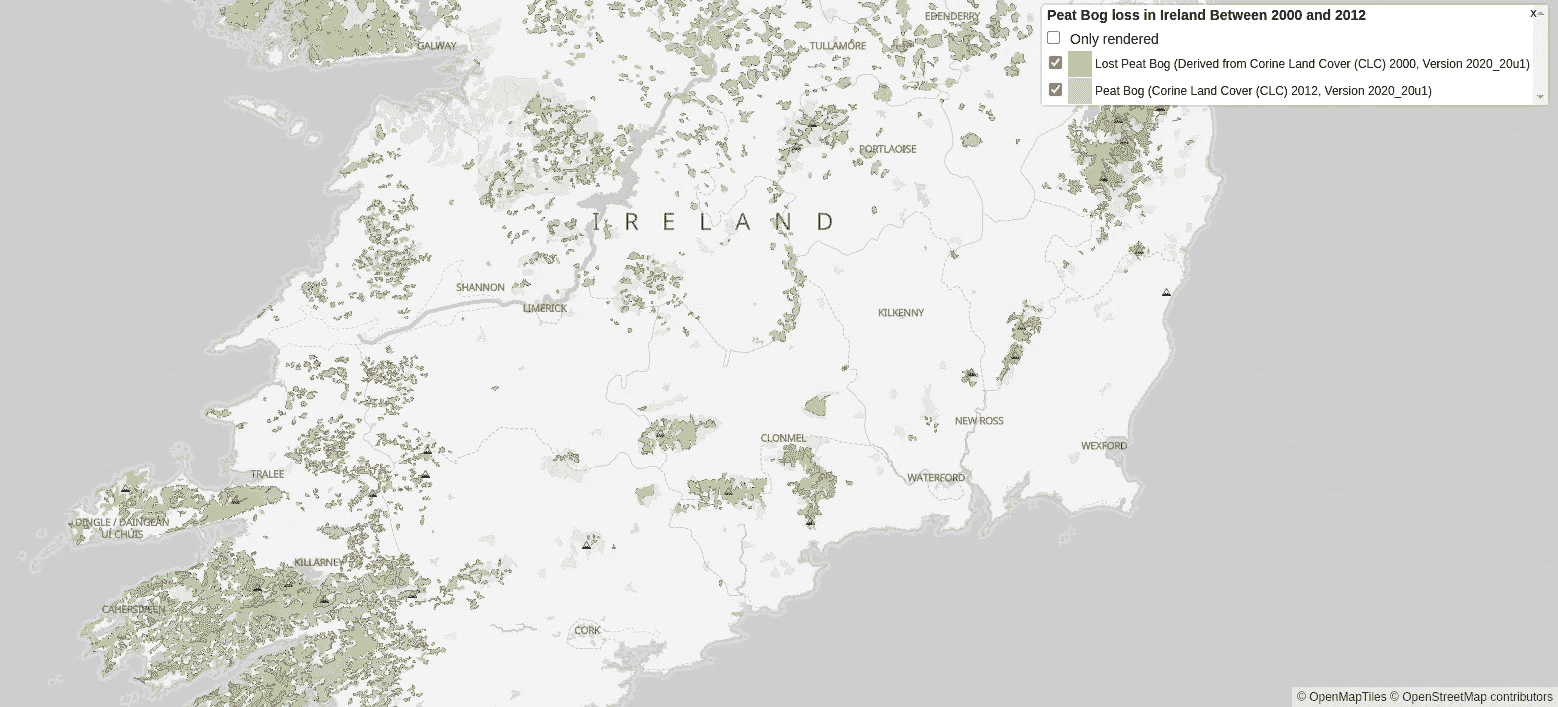 Peat Bog loss in Ireland Between 2000 and 2012
x
Only rendered
Lost Peat Bog (Derived from Corine Land Cover (CLC) 2000, Version 2020_20u1)
Peat Bog (Corine Land Cover (CLC) 2012, Version 2020_20u1)
EDENDERRY
GALWAY
TULLAMORE
PORTLAOISE
IRELAND
SHANNON
LIMERICK
KILKENNY
NEW ROSS
CLONMEL
WEXFORD
TRALEE
WATERFORD
DINGLE / DAINGEAN
UÍ CHÚIS
KILLARNEY
CAHERSIVEEN
CORK
© OpenMapTiles © OpenStreetMap contributors